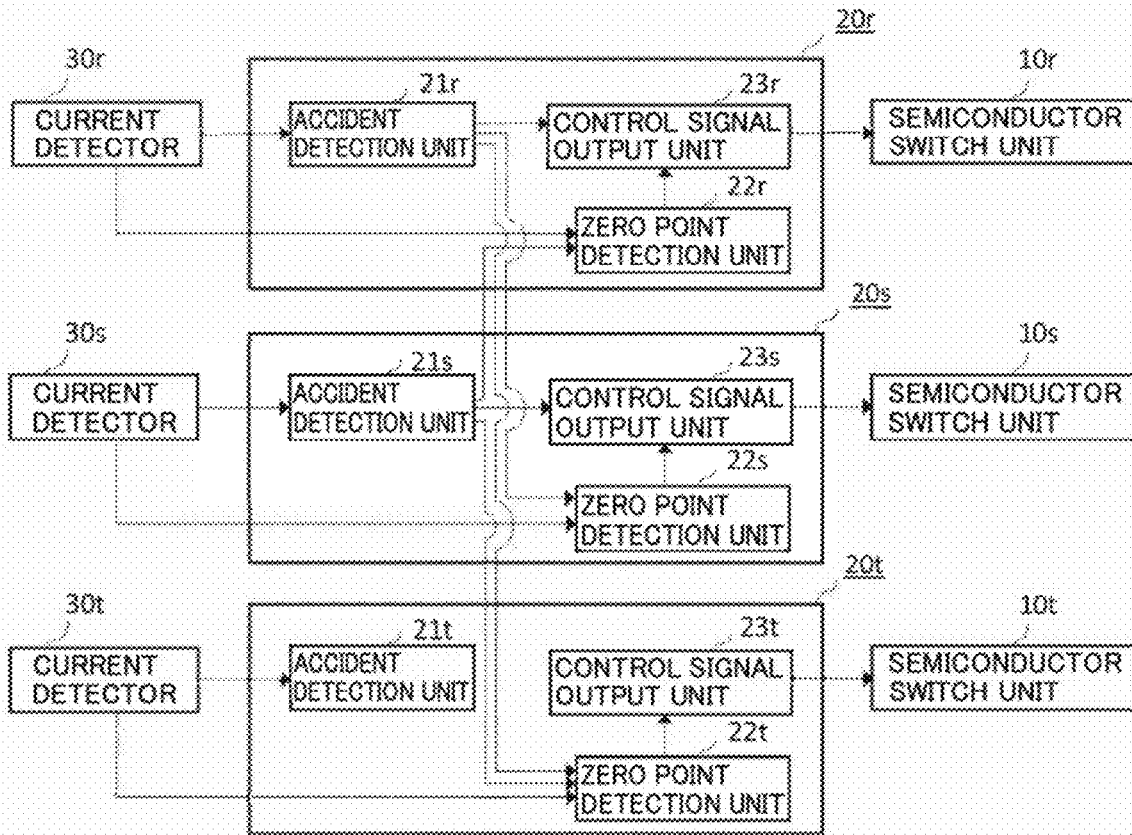 20r
30r
21r
23r
10r
CURRENT
DETECTOR
ACCIDENT
DETECTION UNIT
CONTROL SIGNAL
OUTPUT UNIT
SEMICONDUCTOR
SWITCH UNIT
22r
ZERO POINT
DETECTION UNIT
20s
30s
21s
23s
10s
CURRENT
DETECTOR
ACCIDENT
DETECTION UNIT
CONTROL SIGNAL
OUTPUT UNIT
SEMICONDUCTOR
SWITCH UNIT
22s
ZERO POINT
DETECTION UNIT
20t
30t
21t
23t
10t
CURRENT
DETECTOR
ACCIDENT
DETECTION UNIT
CONTROL SIGNAL
OUTPUT UNIT
SEMICONDUCTOR
SWITCH UNIT
22t
ZERO POINT
DETECTION UNIT